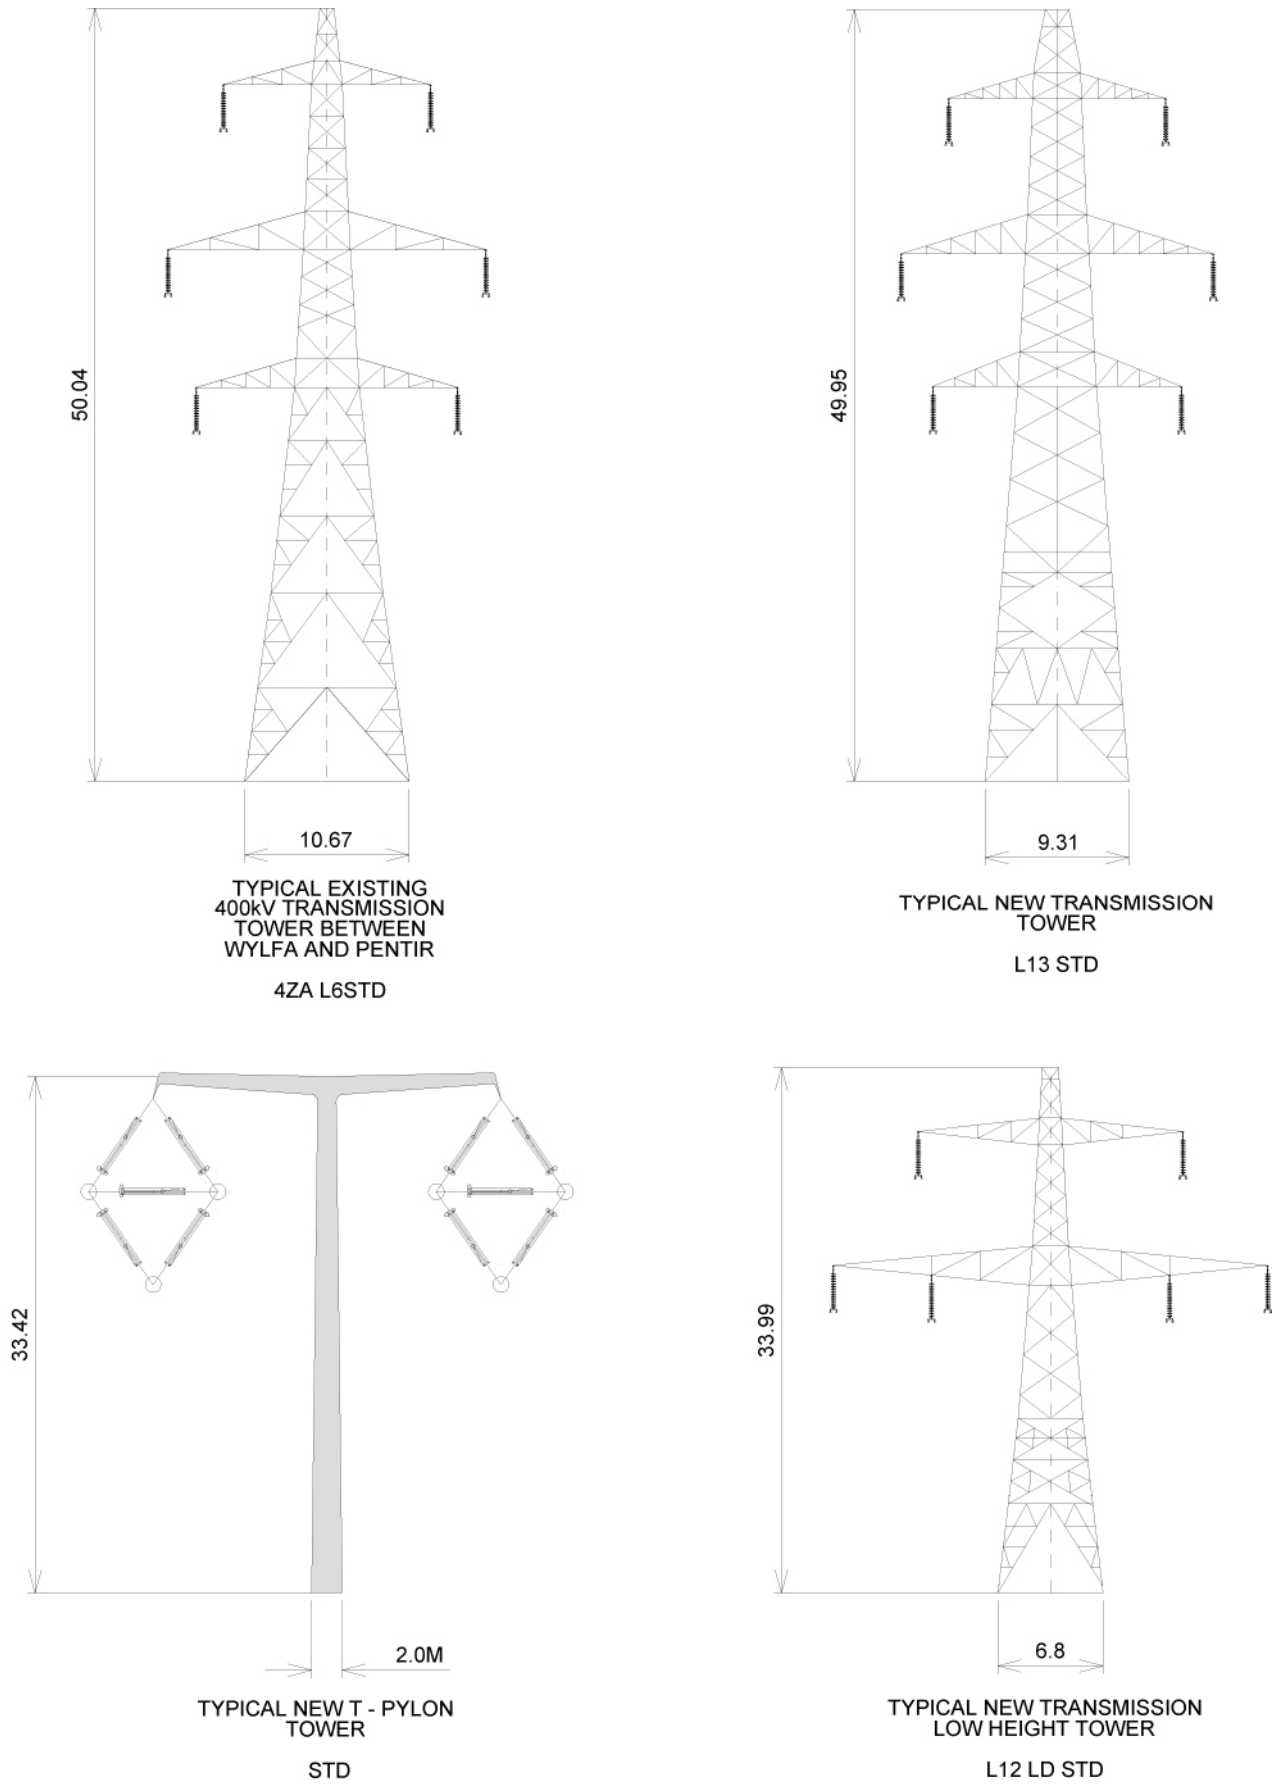 50.04
10.67
TYPICAL EXISTING
400kV TRANSMISSION
TOWER BETWEEN
WYLFA AND PENTIR
4ZA L6STD
49.95
9.31
TYPICAL NEW TRANSMISSION
TOWER
L13 STD
33.42
2.0M
TYPICAL NEW T - PYLON
TOWER
STD
33.99
6.8
TYPICAL NEW TRANSMISSION
LOW HEIGHT TOWER
L12 LD STD